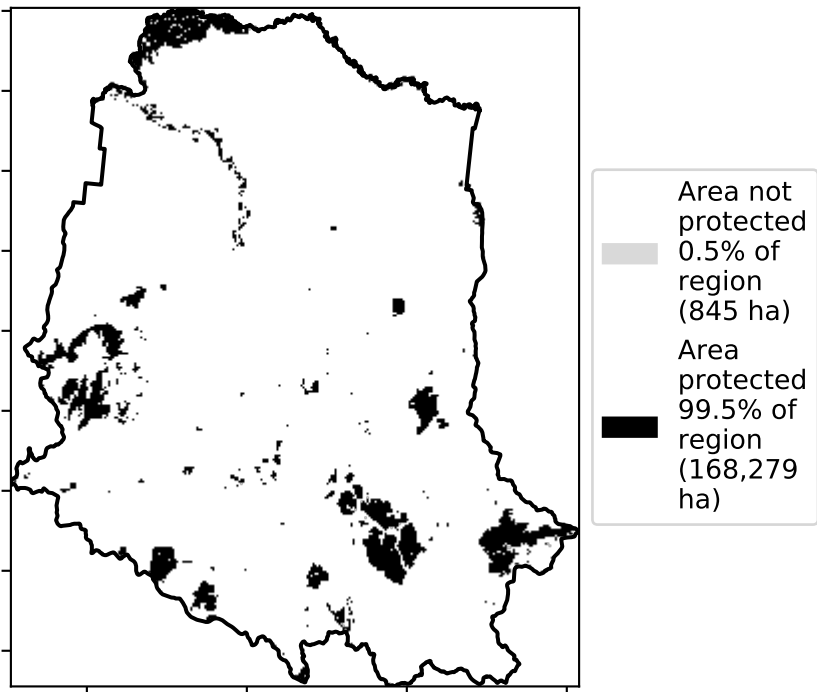 Area not
protected
0.5% of
region
(845 ha)
Area
protected
99.5% of
region
(168,279
ha)